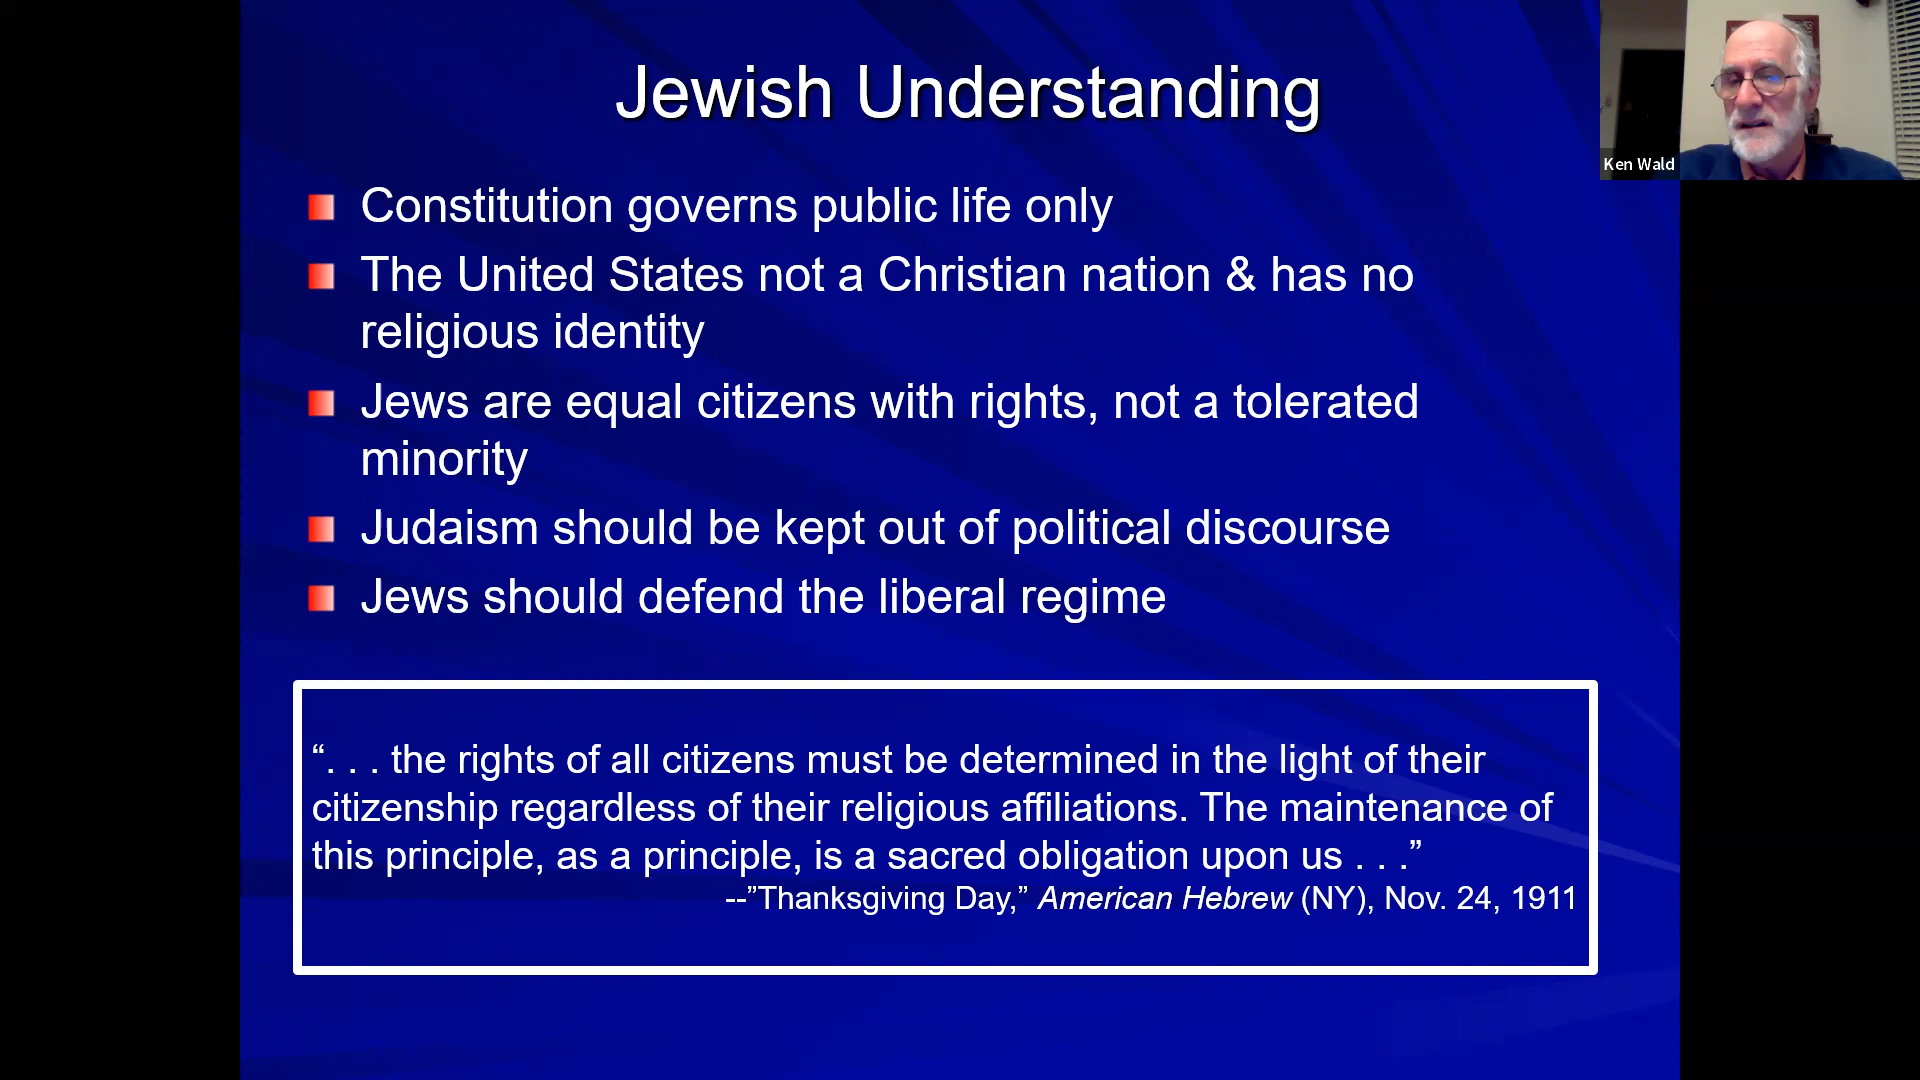 Jewish Understanding
Constitution governs public life only
The United States not a Christian nation & has no
religious identity
Jews are equal citizens with rights, not a tolerated
minority
Judaism should be kept out of political discourse
Jews should defend the liberal regime
“. . . the rights of all citizens must be determined in the light of their
citizenship regardless of their religious affiliations. The maintenance of
this principle, as a principle, is a sacred obligation upon us . . .”
--”Thanksgiving Day,” American Hebrew (NY), Nov. 24, 1911
Ken Wald